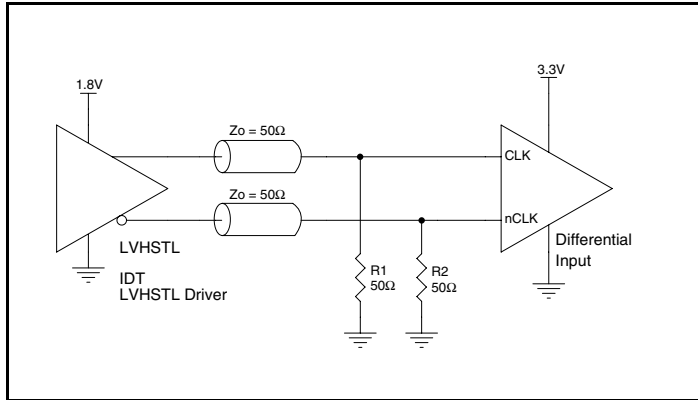 1.8V
3.3V
Zo = 50Ω
CLK
Zo = 50Ω
nCLK
LVHSTL
IDT
LVHSTL Driver
R1
50Ω
R2
50Ω
Differential
Input